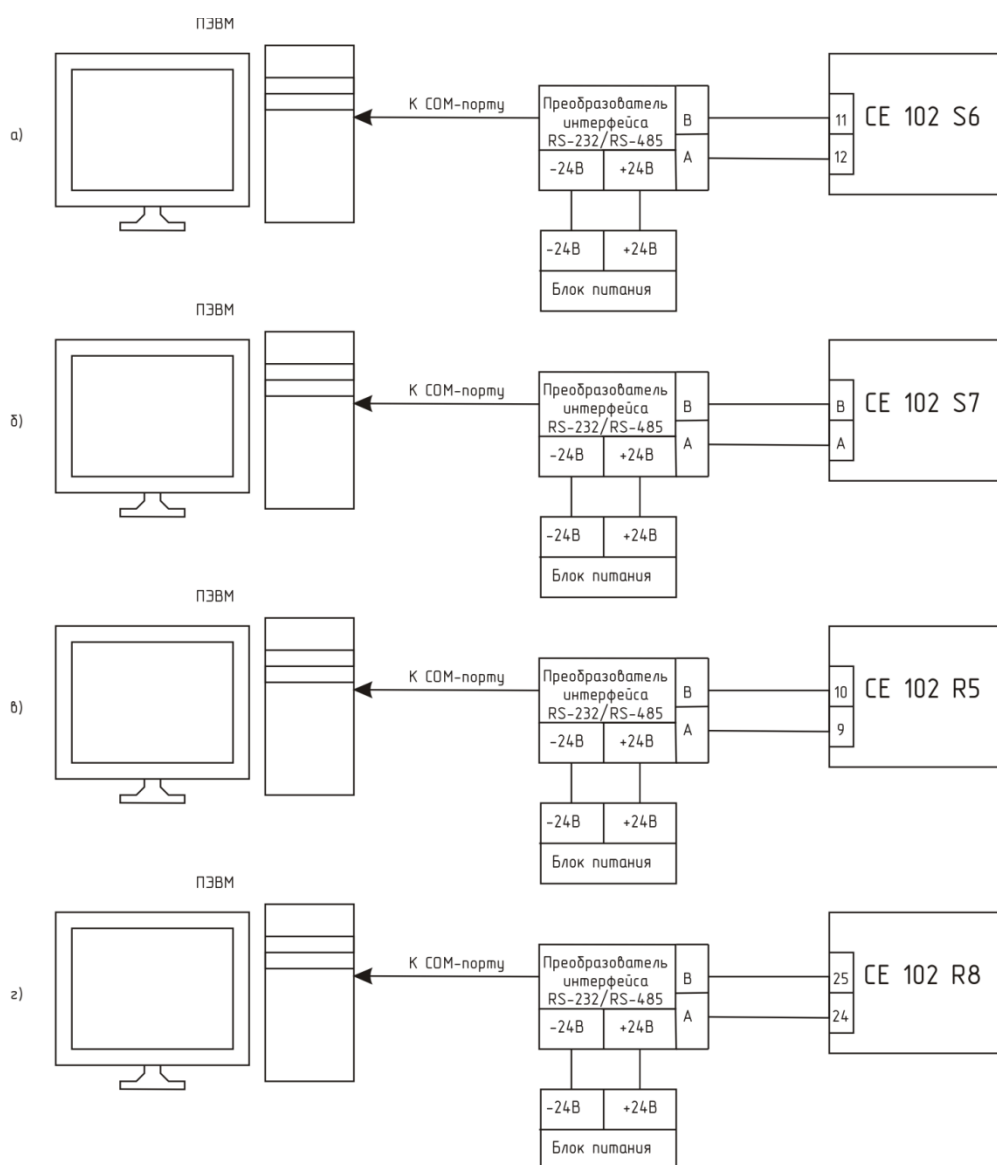 ПЭВМ
а)
К COM-порту
Преобразователь
интерфейса
RS-232/RS-485
-24В
+24В
B
A
11
12
CE 102 S6
-24В
+24В
Блок питания
ПЭВМ
б)
К COM-порту
Преобразователь
интерфейса
RS-232/RS-485
-24В
+24В
B
A
B
A
CE 102 S7
-24В
+24В
Блок питания
ПЭВМ
в)
К COM-порту
Преобразователь
интерфейса
RS-232/RS-485
-24В
+24В
B
A
10
9
CE 102 R5
-24В
+24В
Блок питания
ПЭВМ
г)
К COM-порту
Преобразователь
интерфейса
RS-232/RS-485
-24В
+24В
B
A
25
24
CE 102 R8
-24В
+24В
Блок питания